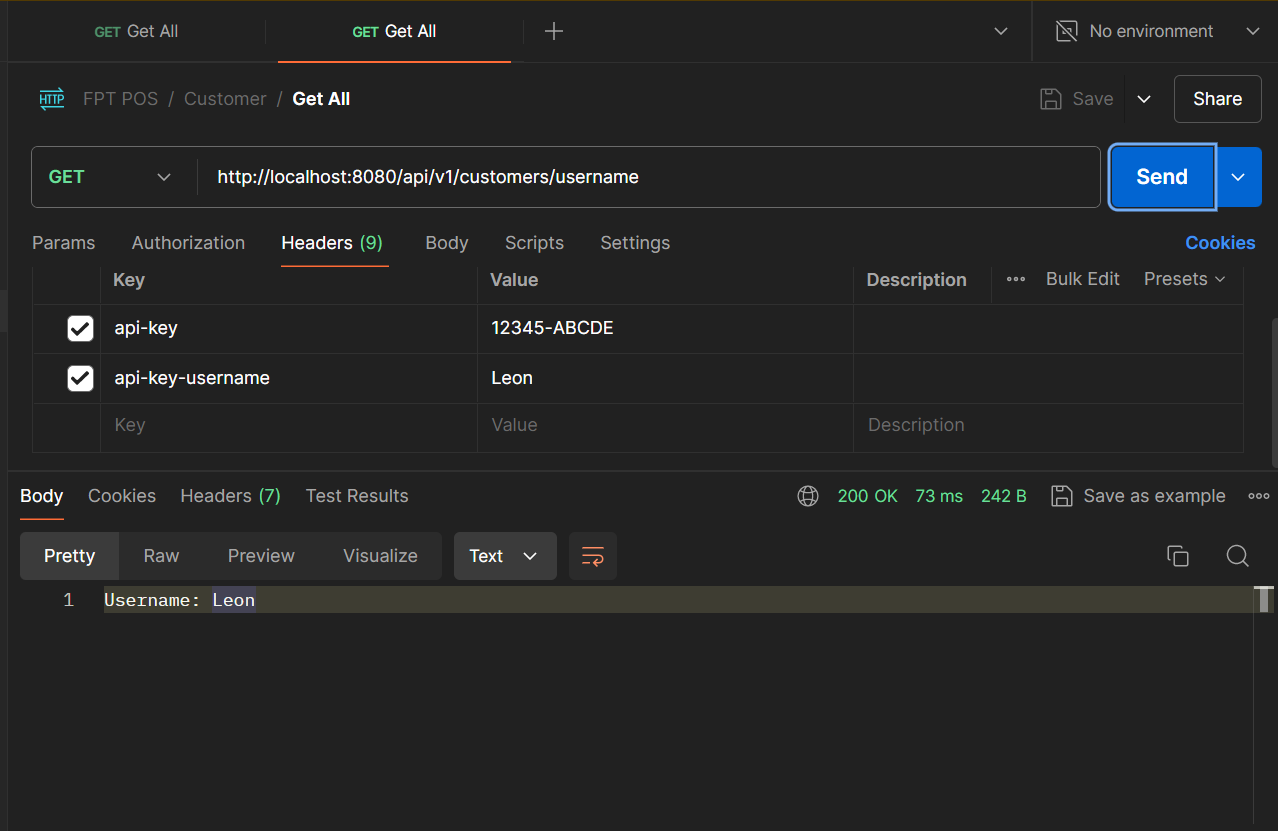 GET Get All GET Get All No environment
HTTP FPT POS / Customer / Get All Save Share
GET http://localhost:8080/api/v1/customers/username Send
Params Authorization Headers (9) Body Scripts Settings Cookies
Key Value Description Bulk Edit Presets
api-key 12345-ABCDE
api-key-username Leon
Key Value Description
Body Cookies Headers (7) Test Results 200 OK 73 ms 242 B Save as example
Pretty Raw Preview Visualize Text
1 Username: Leon